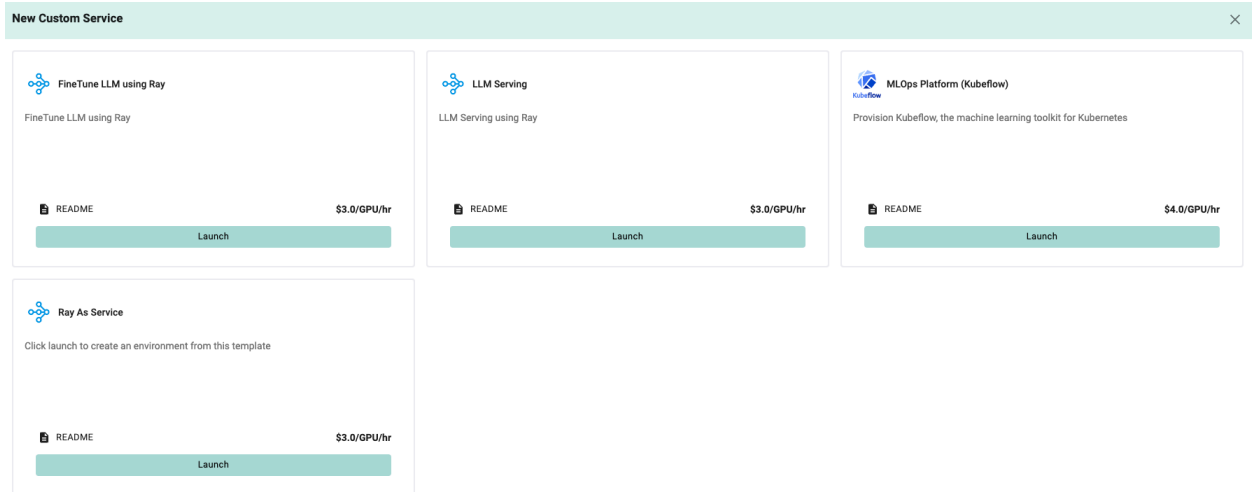 New Custom Service
FineTune LLM using Ray
FineTune LLM using Ray
README
$3.0/GPU/hr
Launch
LLM Serving
LLM Serving using Ray
README
$3.0/GPU/hr
Launch
Kubeflow
MLOps Platform (Kubeflow)
Provision Kubeflow, the machine learning toolkit for Kubernetes
README
$4.0/GPU/hr
Launch
Ray As Service
Click launch to create an environment from this template
README
$3.0/GPU/hr
Launch